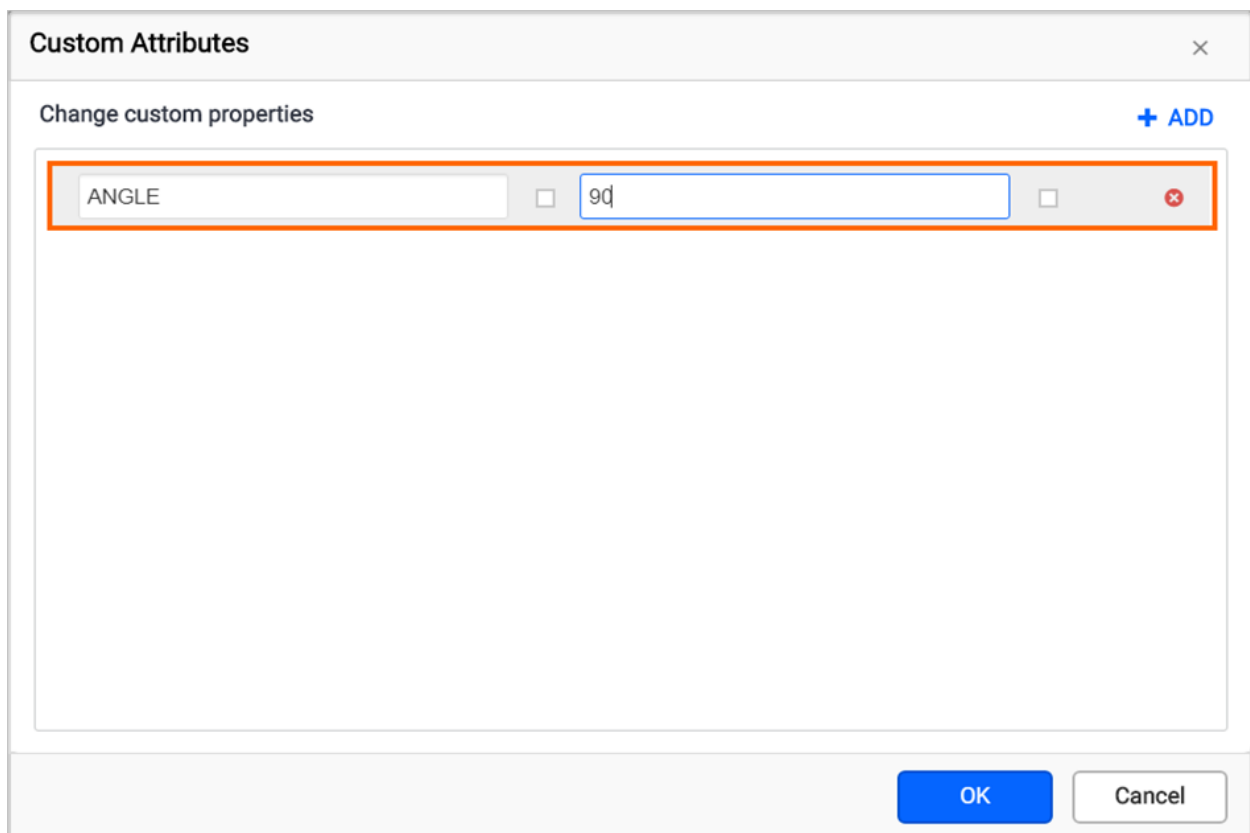 Custom Attributes
Change custom properties
+ ADD
ANGLE 90
OK Cancel